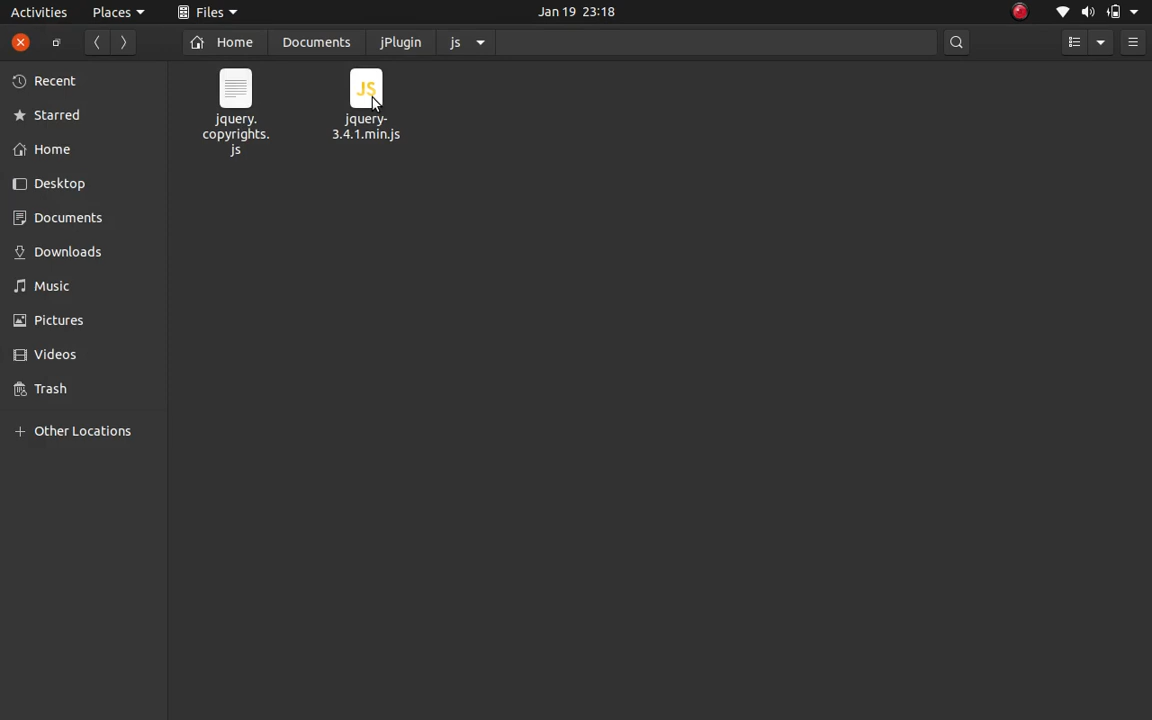 Activities Places Files Jan 19 23:18
Home Documents jPlugin js
Recent
Starred
Home
Desktop
Documents
Downloads
Music
Pictures
Videos
Trash
Other Locations
jquery.
copyrights.
js
JS
jquery-
3.4.1.min.js